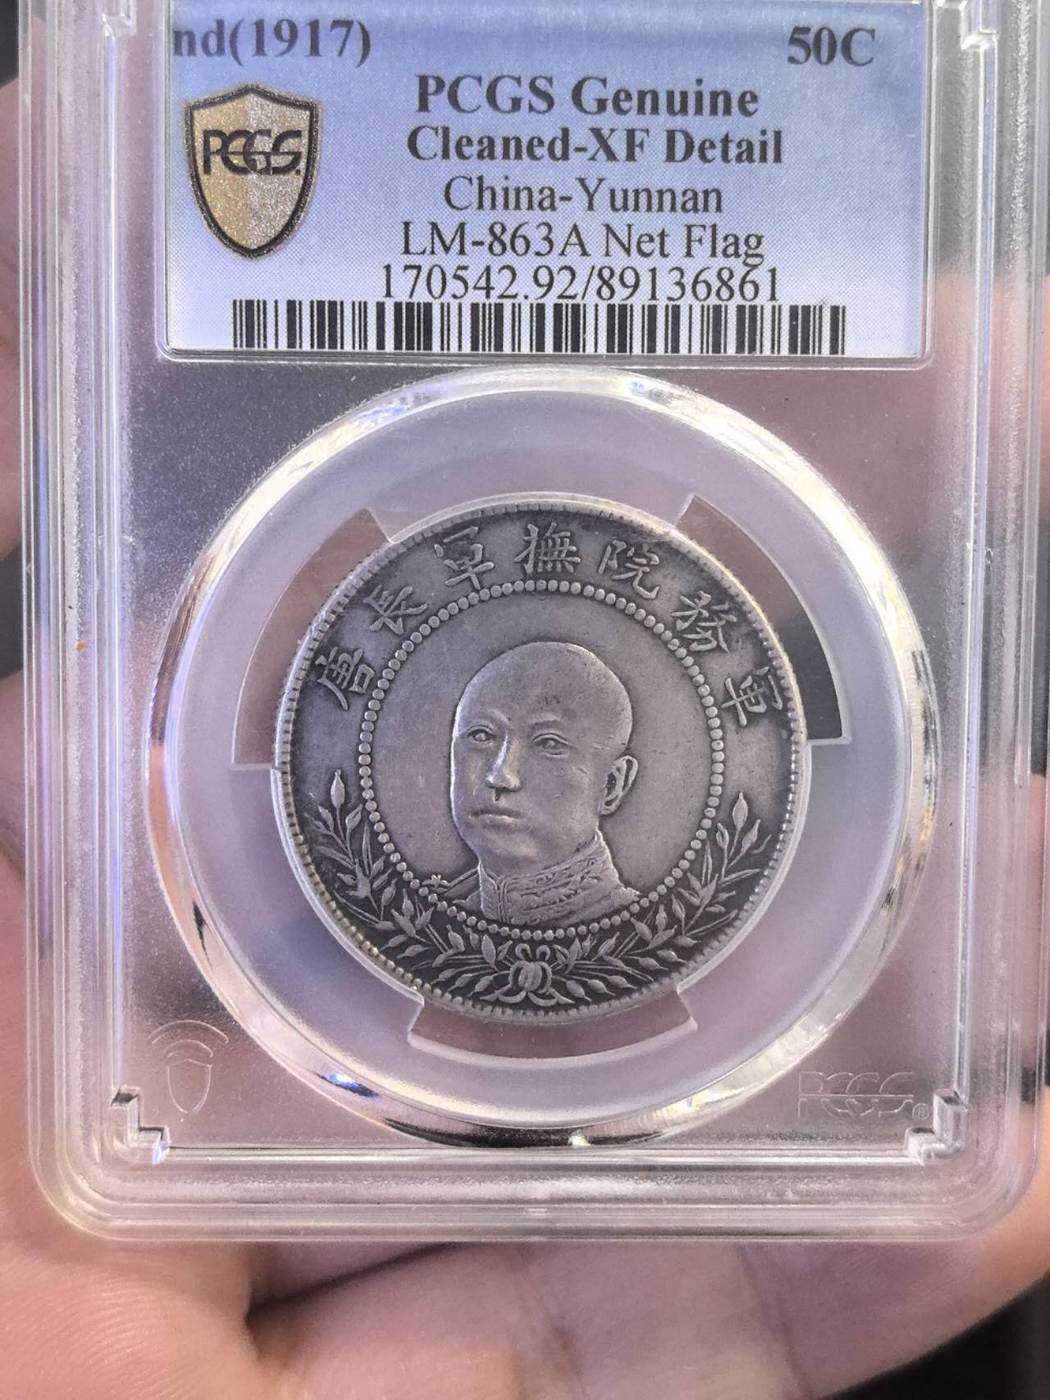 nd(1917) 50C
PCGS Genuine
Cleaned-XF Detail
China-Yunnan
LM-863A Net Flag
170542.92/89136861
PCGS
軍務院撫軍長唐
PCGS®